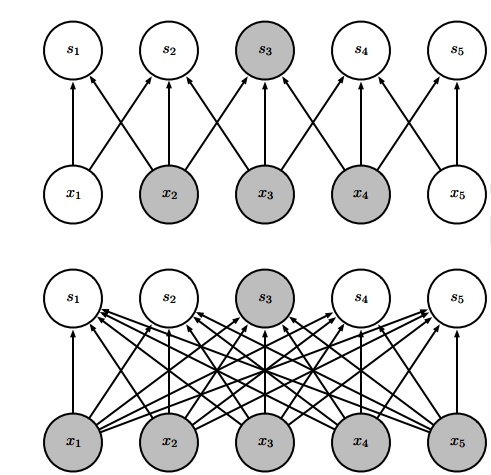 s₁ s₂ s₃ s₄ s₅
x₁ x₂ x₃ x₄ x₅
s₁ s₂ s₃ s₄ s₅
x₁ x₂ x₃ x₄ x₅